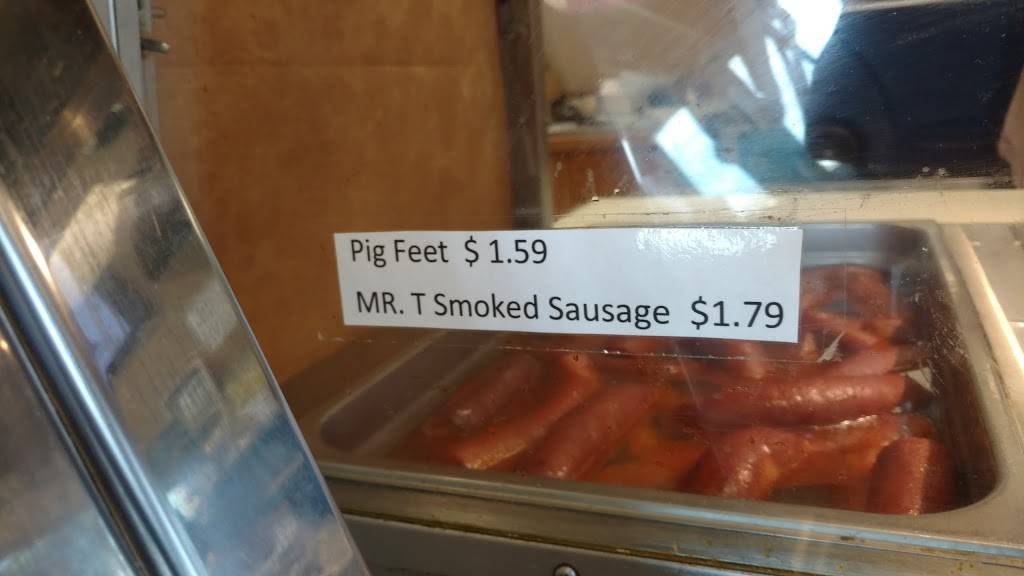 Pig Feet $ 1.59
MR. T Smoked Sausage $1.79